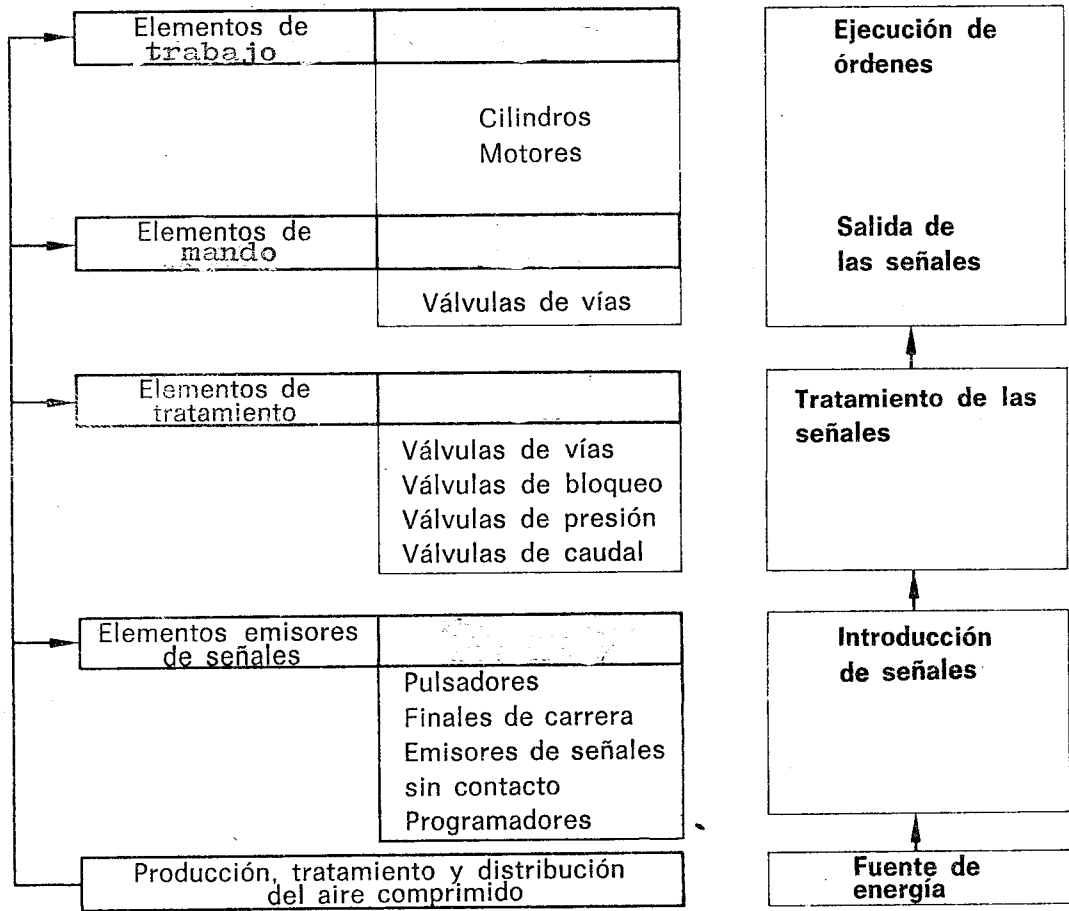 Elementos de
trabajo
Cilindros
Motores
Elementos de
mando
Válvulas de vías
Elementos de
tratamiento
Válvulas de vías
Válvulas de bloqueo
Válvulas de presión
Válvulas de caudal
Elementos emisores
de señales
Pulsadores
Finales de carrera
Emisores de señales
sin contacto
Programadores
Producción, tratamiento y distribución
del aire comprimido
Ejecución de
órdenes
Salida de
las señales
Tratamiento de las
señales
Introducción
de señales
Fuente de
energía